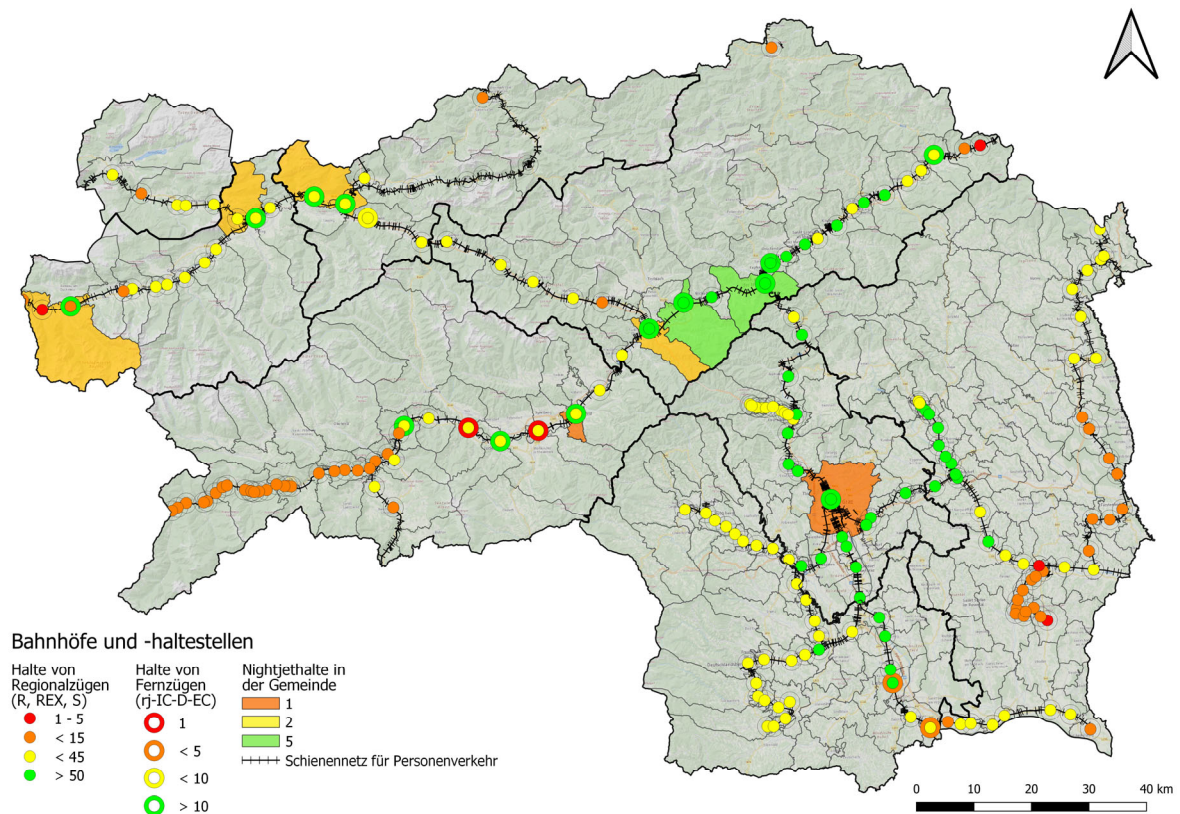 Bahnhöfe und -haltestellen
Halte von
Regionalzügen
(R, REX, S)
1 - 5
< 15
< 45
> 50
Halte von
Fernzügen
(rj-IC-D-EC)
1
< 5
< 10
> 10
Nightjethalte in
der Gemeinde
1
2
5
Schienennetz für Personenverkehr
0 10 20 30 40 km